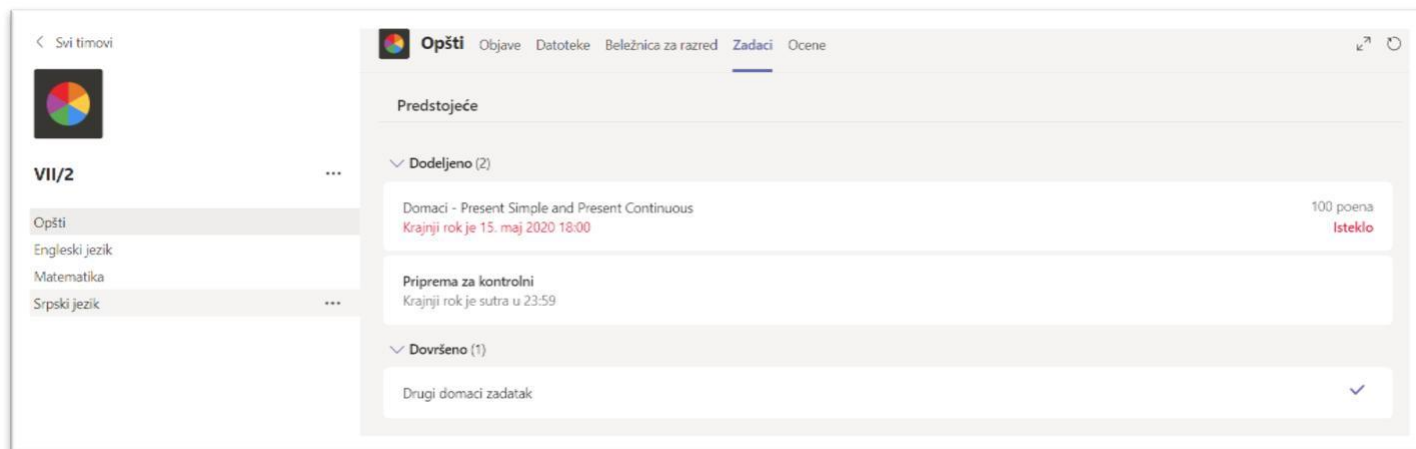 Svi timovi
VII/2
Opšti
Engleski jezik
Matematika
Srpski jezik
Opšti Objave Datoteke Beležnica za razred Zadaci Ocene
Predstojeće
Dodeljeno (2)
Domaci - Present Simple and Present Continuous 100 poena
Krajnji rok je 15. maj 2020 18:00 Isteklo
Priprema za kontrolni
Krajnji rok je sutra u 23:59
Dovršeno (1)
Drugi domaci zadatak